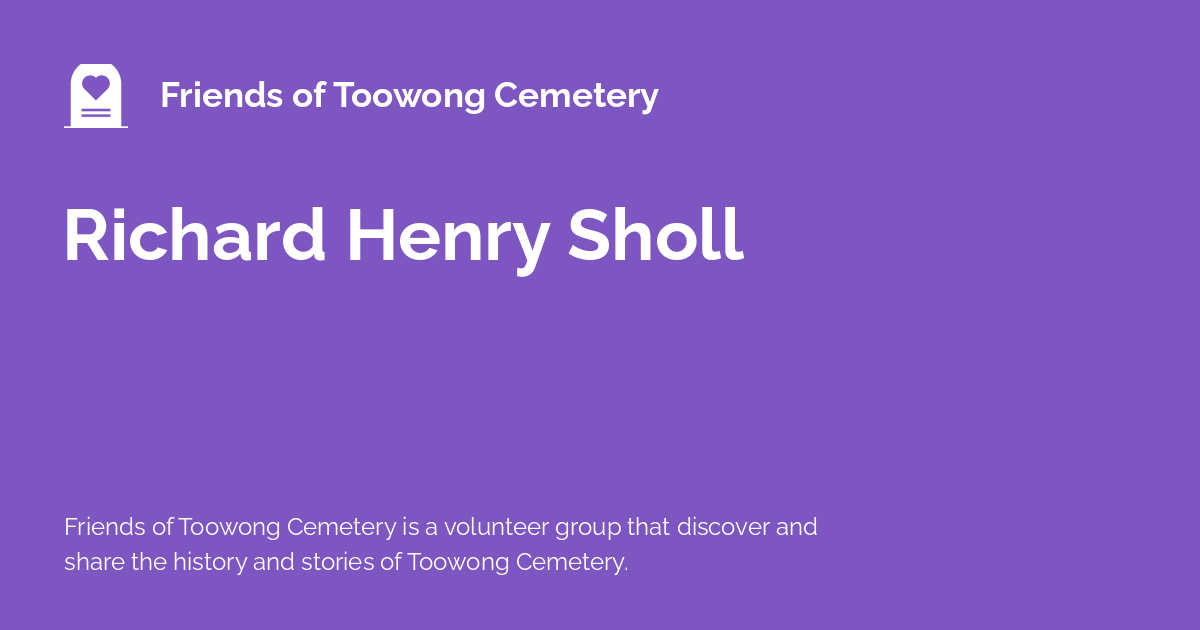 Friends of Toowong Cemetery
Richard Henry Sholl
Friends of Toowong Cemetery is a volunteer group that discover and
share the history and stories of Toowong Cemetery.